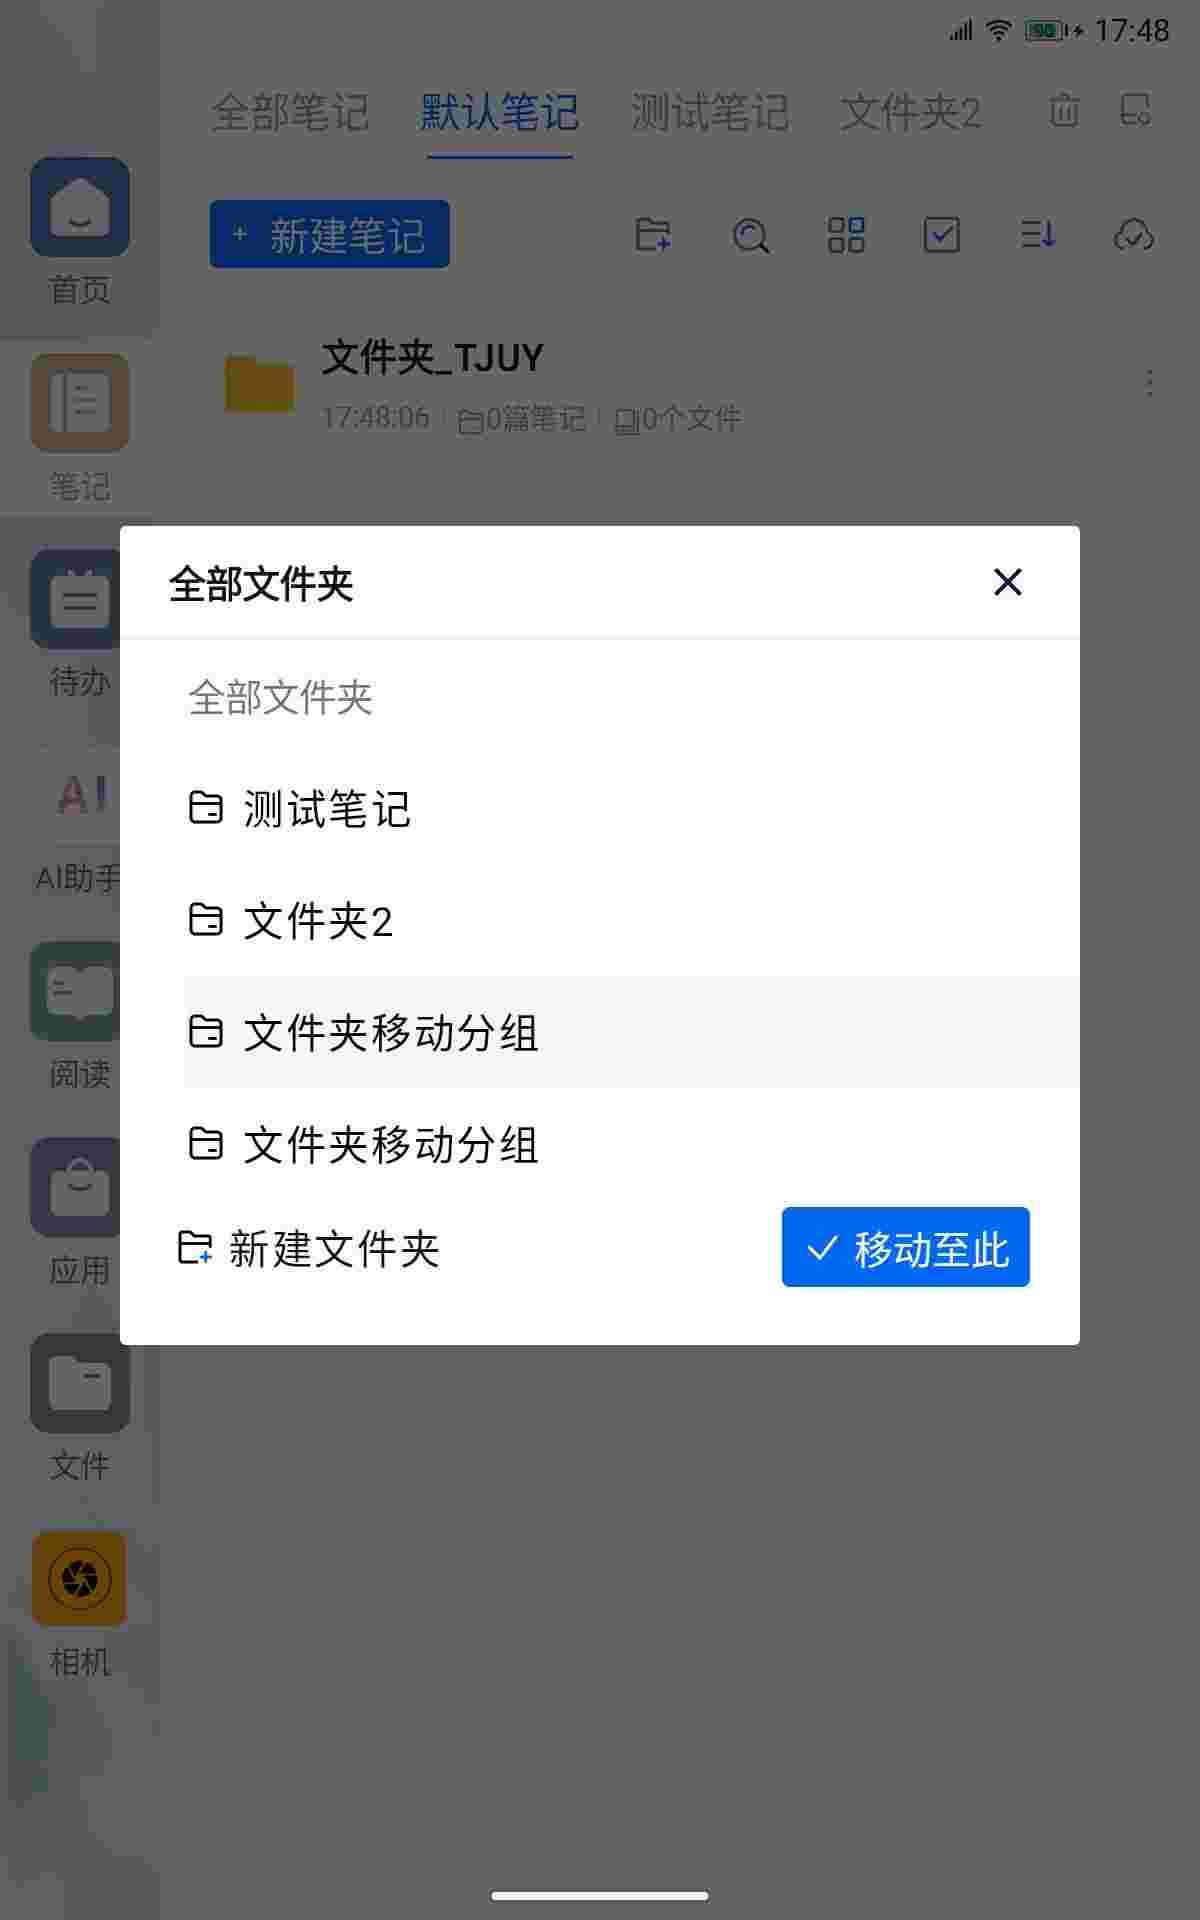 90 17:48
全部笔记 默认笔记 测试笔记 文件夹2
+ 新建笔记
首页
文件夹_TJUY
17:48:06 0篇笔记 0个文件
笔记
全部文件夹
待办
全部文件夹
AI
测试笔记
AI助手
文件夹2
文件夹移动分组
阅读
文件夹移动分组
新建文件夹 移动至此
应用
文件
相机